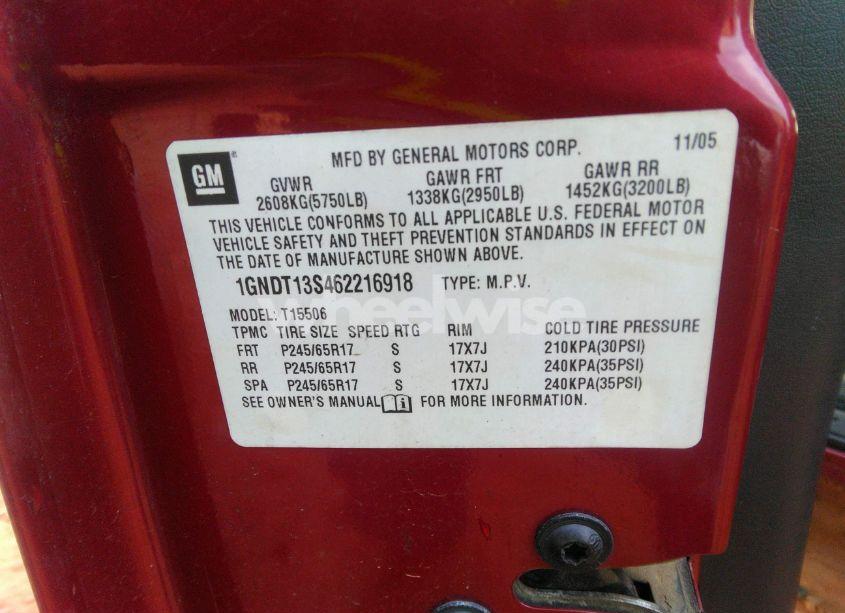 GM
MFD BY GENERAL MOTORS CORP. 11/05
GVWR GAWR FRT GAWR RR
2608KG(5750LB) 1338KG(2950LB) 1452KG(3200LB)
THIS VEHICLE CONFORMS TO ALL APPLICABLE U.S. FEDERAL MOTOR
VEHICLE SAFETY AND THEFT PREVENTION STANDARDS IN EFFECT ON
THE DATE OF MANUFACTURE SHOWN ABOVE.
1GNDT13S462216918 TYPE: M.P.V.
wheelwise
MODEL: T15506
TPMC TIRE SIZE SPEED RTG RIM COLD TIRE PRESSURE
FRT P245/65R17 S 17X7J 210KPA(30PSI)
RR P245/65R17 S 17X7J 240KPA(35PSI)
SPA P245/65R17 S 17X7J 240KPA(35PSI)
SEE OWNER'S MANUAL FOR MORE INFORMATION.